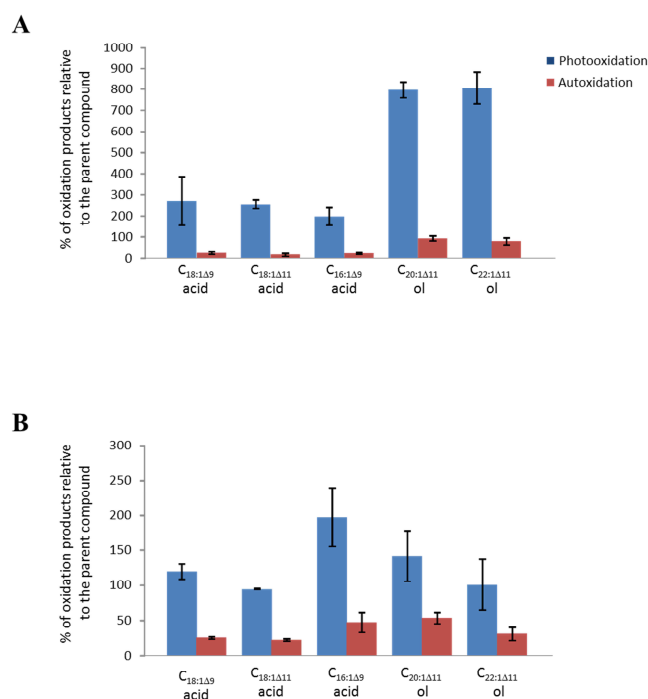 A
% of oxidation products relative
to the parent compound
1000
900
800
700
600
500
400
300
200
100
0
C18:1Δ9
acid
C18:1Δ11
acid
C16:1Δ9
acid
C20:1Δ11
ol
C22:1Δ11
ol
Photooxidation
Autoxidation
B
% of oxidation products relative
to the parent compound
300
250
200
150
100
50
0
C18:1Δ9
acid
C18:1Δ11
acid
C16:1Δ9
acid
C20:1Δ11
ol
C22:1Δ11
ol